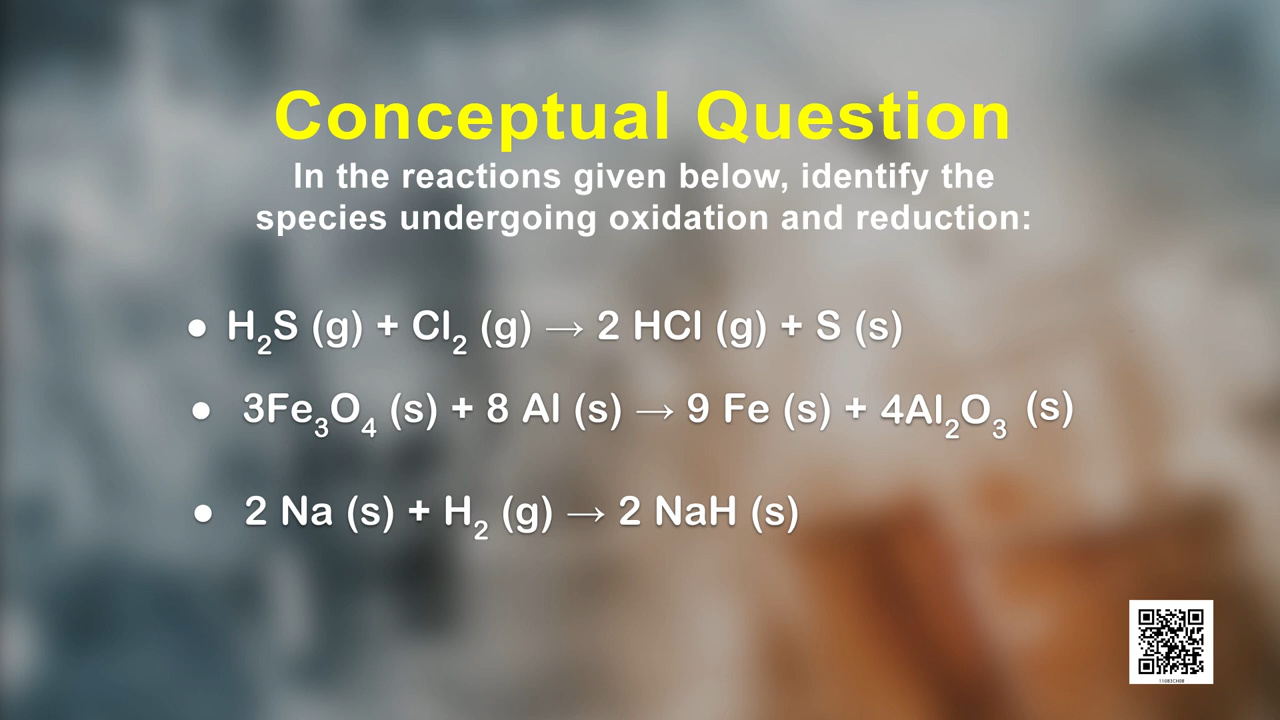 Conceptual Question
In the reactions given below, identify the
species undergoing oxidation and reduction:
● H₂S (g) + Cl₂ (g) → 2 HCl (g) + S (s)
● 3Fe₃O₄ (s) + 8 Al (s) → 9 Fe (s) + 4Al₂O₃ (s)
● 2 Na (s) + H₂ (g) → 2 NaH (s)
11083CH08